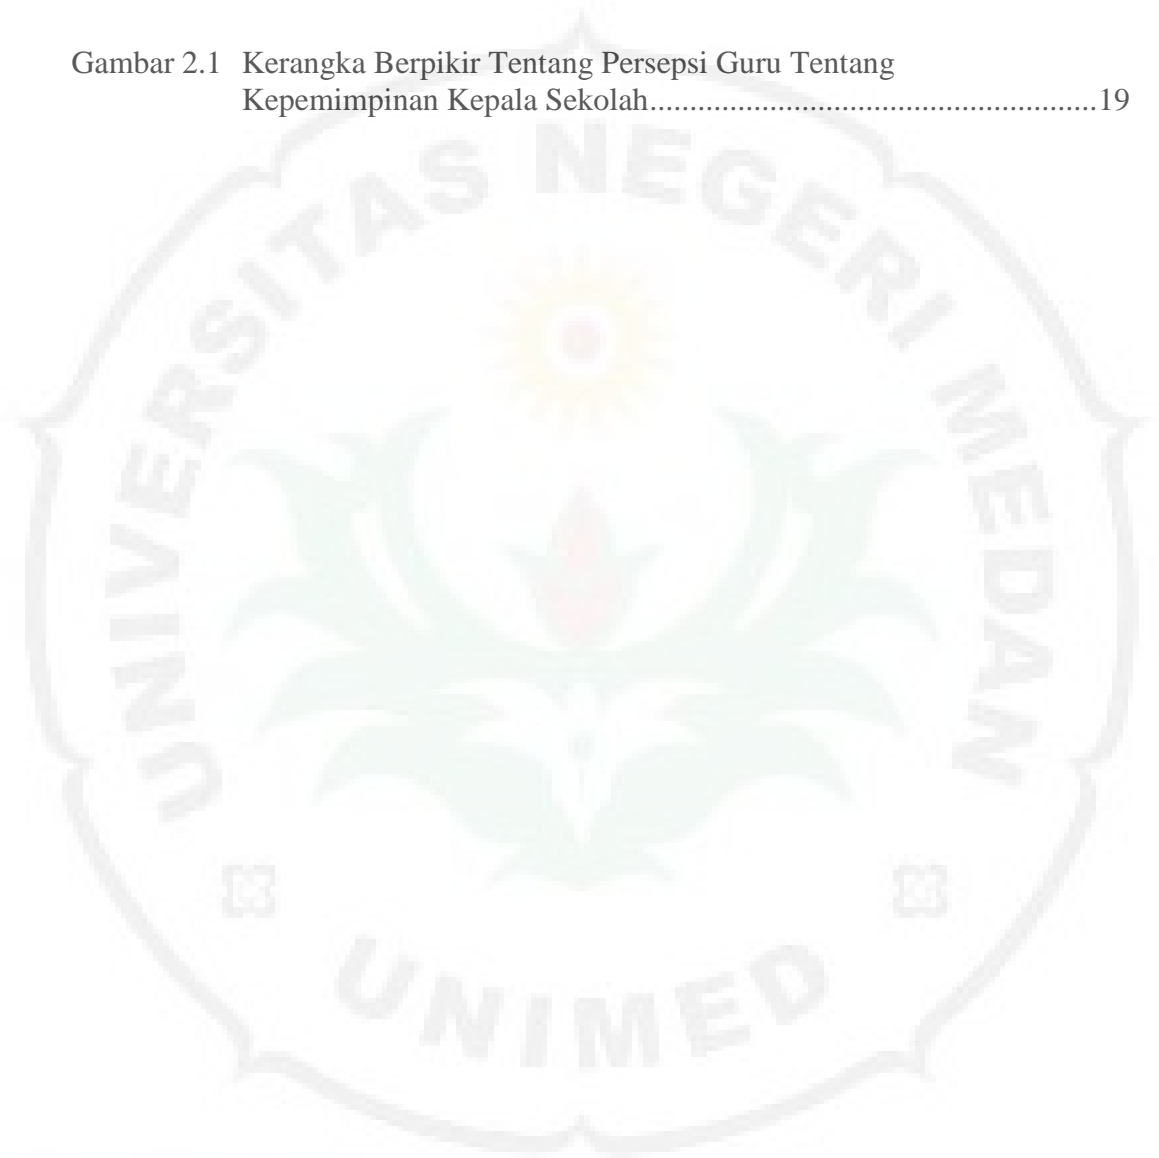 Gambar 2.1 Kerangka Berpikir Tentang Persepsi Guru Tentang
Kepemimpinan Kepala Sekolah.......................................................19
UNIVERSITAS NEGERI MEDAN
UNIMED